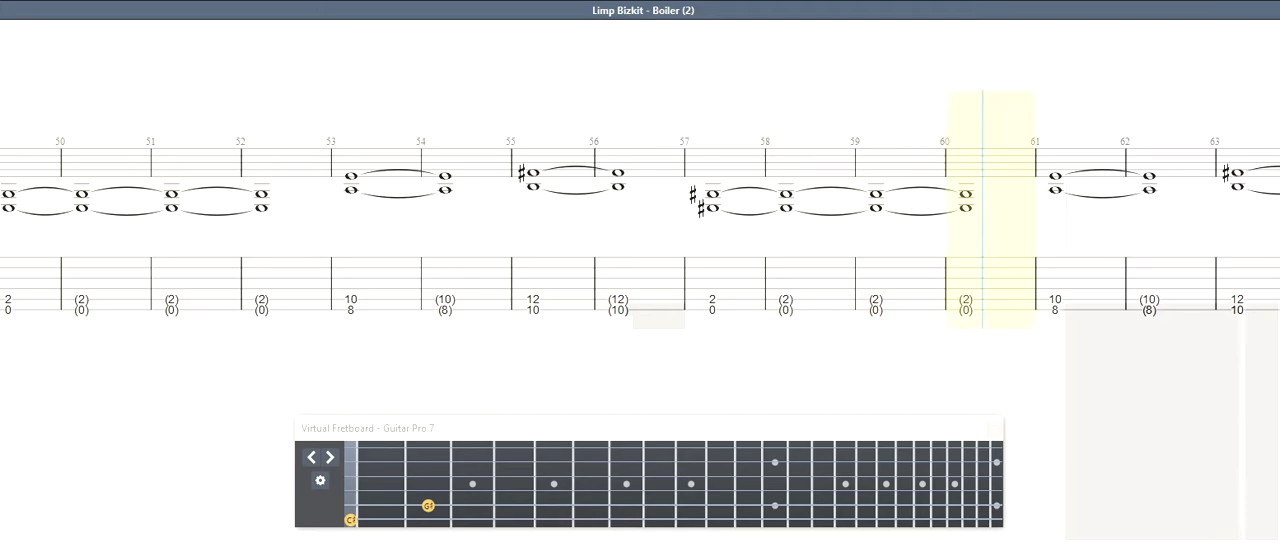 Limp Bizkit - Boiler (2)
50 51 52 53 54 55 56 57 58 59 60 61 62 63
2 (2) (2) (2) 10 (10) 12 (12) 2 (2) (2) (2) 10 (10) 12
0 (0) (0) (0) 8 (8) 10 (10) 0 (0) (0) (0) 8 (8) 10
Virtual Fretboard - Guitar Pro 7
G#
C#